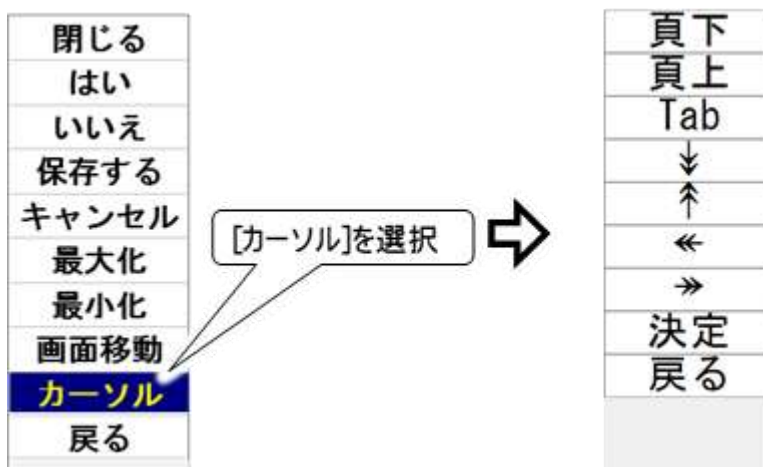 閉じる
はい
いいえ
保存する
キャンセル
最大化
最小化
画面移動
カーソル
戻る
[カーソル]を選択
頁下
頁上
Tab
↡
↟
↞
↠
決定
戻る